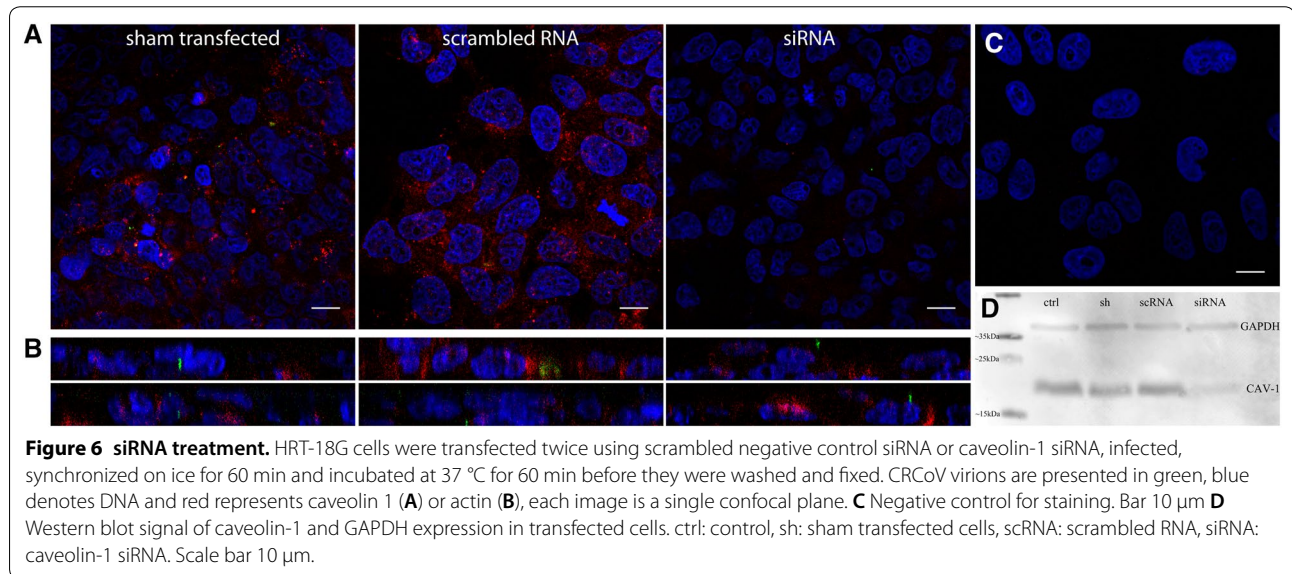 A sham transfected scrambled RNA siRNA C
B
D ctrl sh scRNA siRNA
GAPDH
~35kDa
~25kDa
CAV-1
~15kDa
Figure 6 siRNA treatment. HRT-18G cells were transfected twice using scrambled negative control siRNA or caveolin-1 siRNA, infected,
synchronized on ice for 60 min and incubated at 37 °C for 60 min before they were washed and fixed. CRCoV virions are presented in green, blue
denotes DNA and red represents caveolin 1 (A) or actin (B), each image is a single confocal plane. C Negative control for staining. Bar 10 µm D
Western blot signal of caveolin-1 and GAPDH expression in transfected cells. ctrl: control, sh: sham transfected cells, scRNA: scrambled RNA, siRNA:
caveolin-1 siRNA. Scale bar 10 µm.